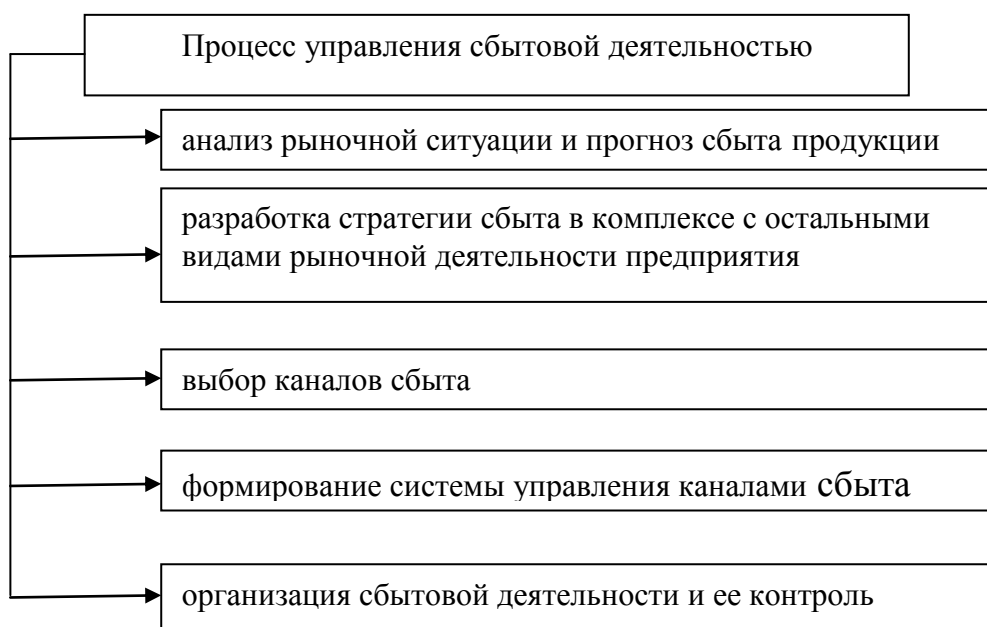 Процесс управления сбытовой деятельностью
анализ рыночной ситуации и прогноз сбыта продукции
разработка стратегии сбыта в комплексе с остальными
видами рыночной деятельности предприятия
выбор каналов сбыта
формирование системы управления каналами сбыта
организация сбытовой деятельности и ее контроль